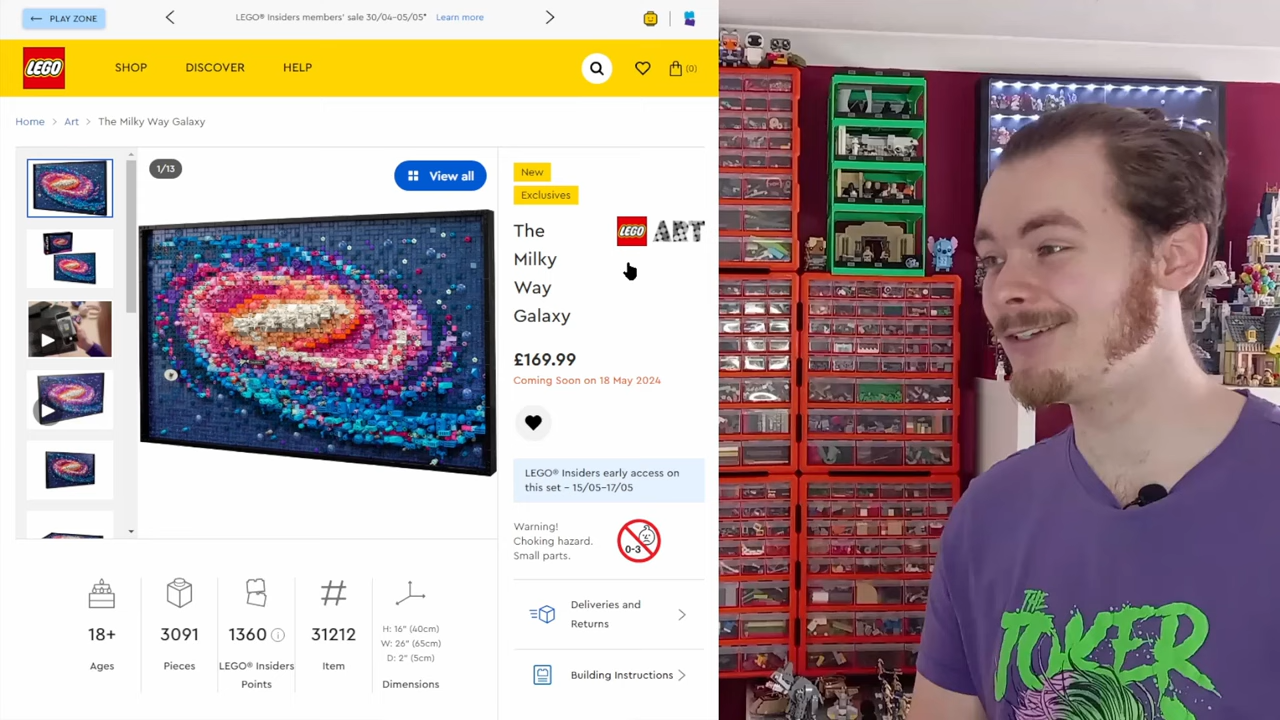 PLAY ZONE
LEGO® Insiders members' sale 30/04-05/05* Learn more
LEGO
SHOP
DISCOVER
HELP
(0)
Home > Art > The Milky Way Galaxy
1/13
View all
New
Exclusives
The
Milky
Way
Galaxy
LEGO ART
£169.99
Coming Soon on 18 May 2024
LEGO® Insiders early access on
this set – 15/05–17/05
Warning!
Choking hazard.
Small parts.
0-3
Deliveries and
Returns
Building Instructions
18+
Ages
3091
Pieces
1360
LEGO® Insiders
Points
31212
Item
H: 16" (40cm)
W: 26" (65cm)
D: 2" (5cm)
Dimensions
THE
JOKER